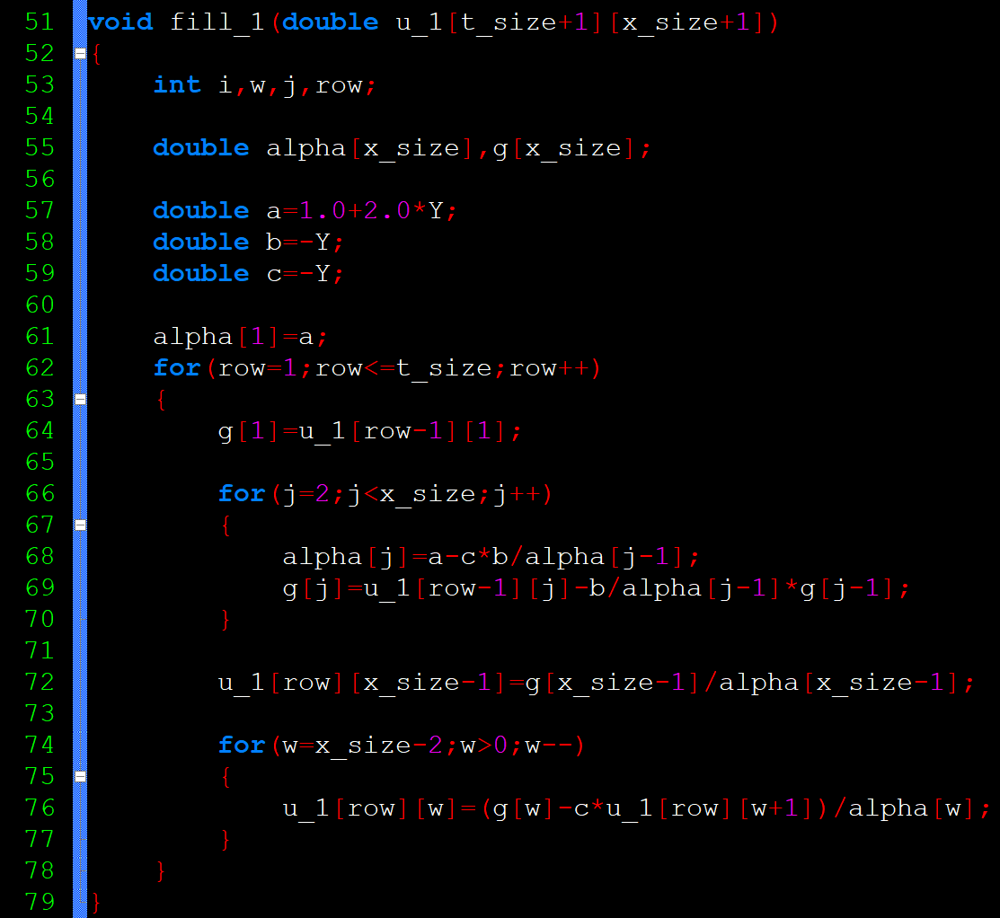 51 void fill_1(double u_1[t_size+1][x_size+1])
52 {
53     int i,w,j,row;
54
55     double alpha[x_size],g[x_size];
56
57     double a=1.0+2.0*Y;
58     double b=-Y;
59     double c=-Y;
60
61     alpha[1]=a;
62     for(row=1;row<=t_size;row++)
63     {
64         g[1]=u_1[row-1][1];
65
66         for(j=2;j<x_size;j++)
67         {
68             alpha[j]=a-c*b/alpha[j-1];
69             g[j]=u_1[row-1][j]-b/alpha[j-1]*g[j-1];
70         }
71
72         u_1[row][x_size-1]=g[x_size-1]/alpha[x_size-1];
73
74         for(w=x_size-2;w>0;w--)
75         {
76             u_1[row][w]=(g[w]-c*u_1[row][w+1])/alpha[w];
77         }
78     }
79 }